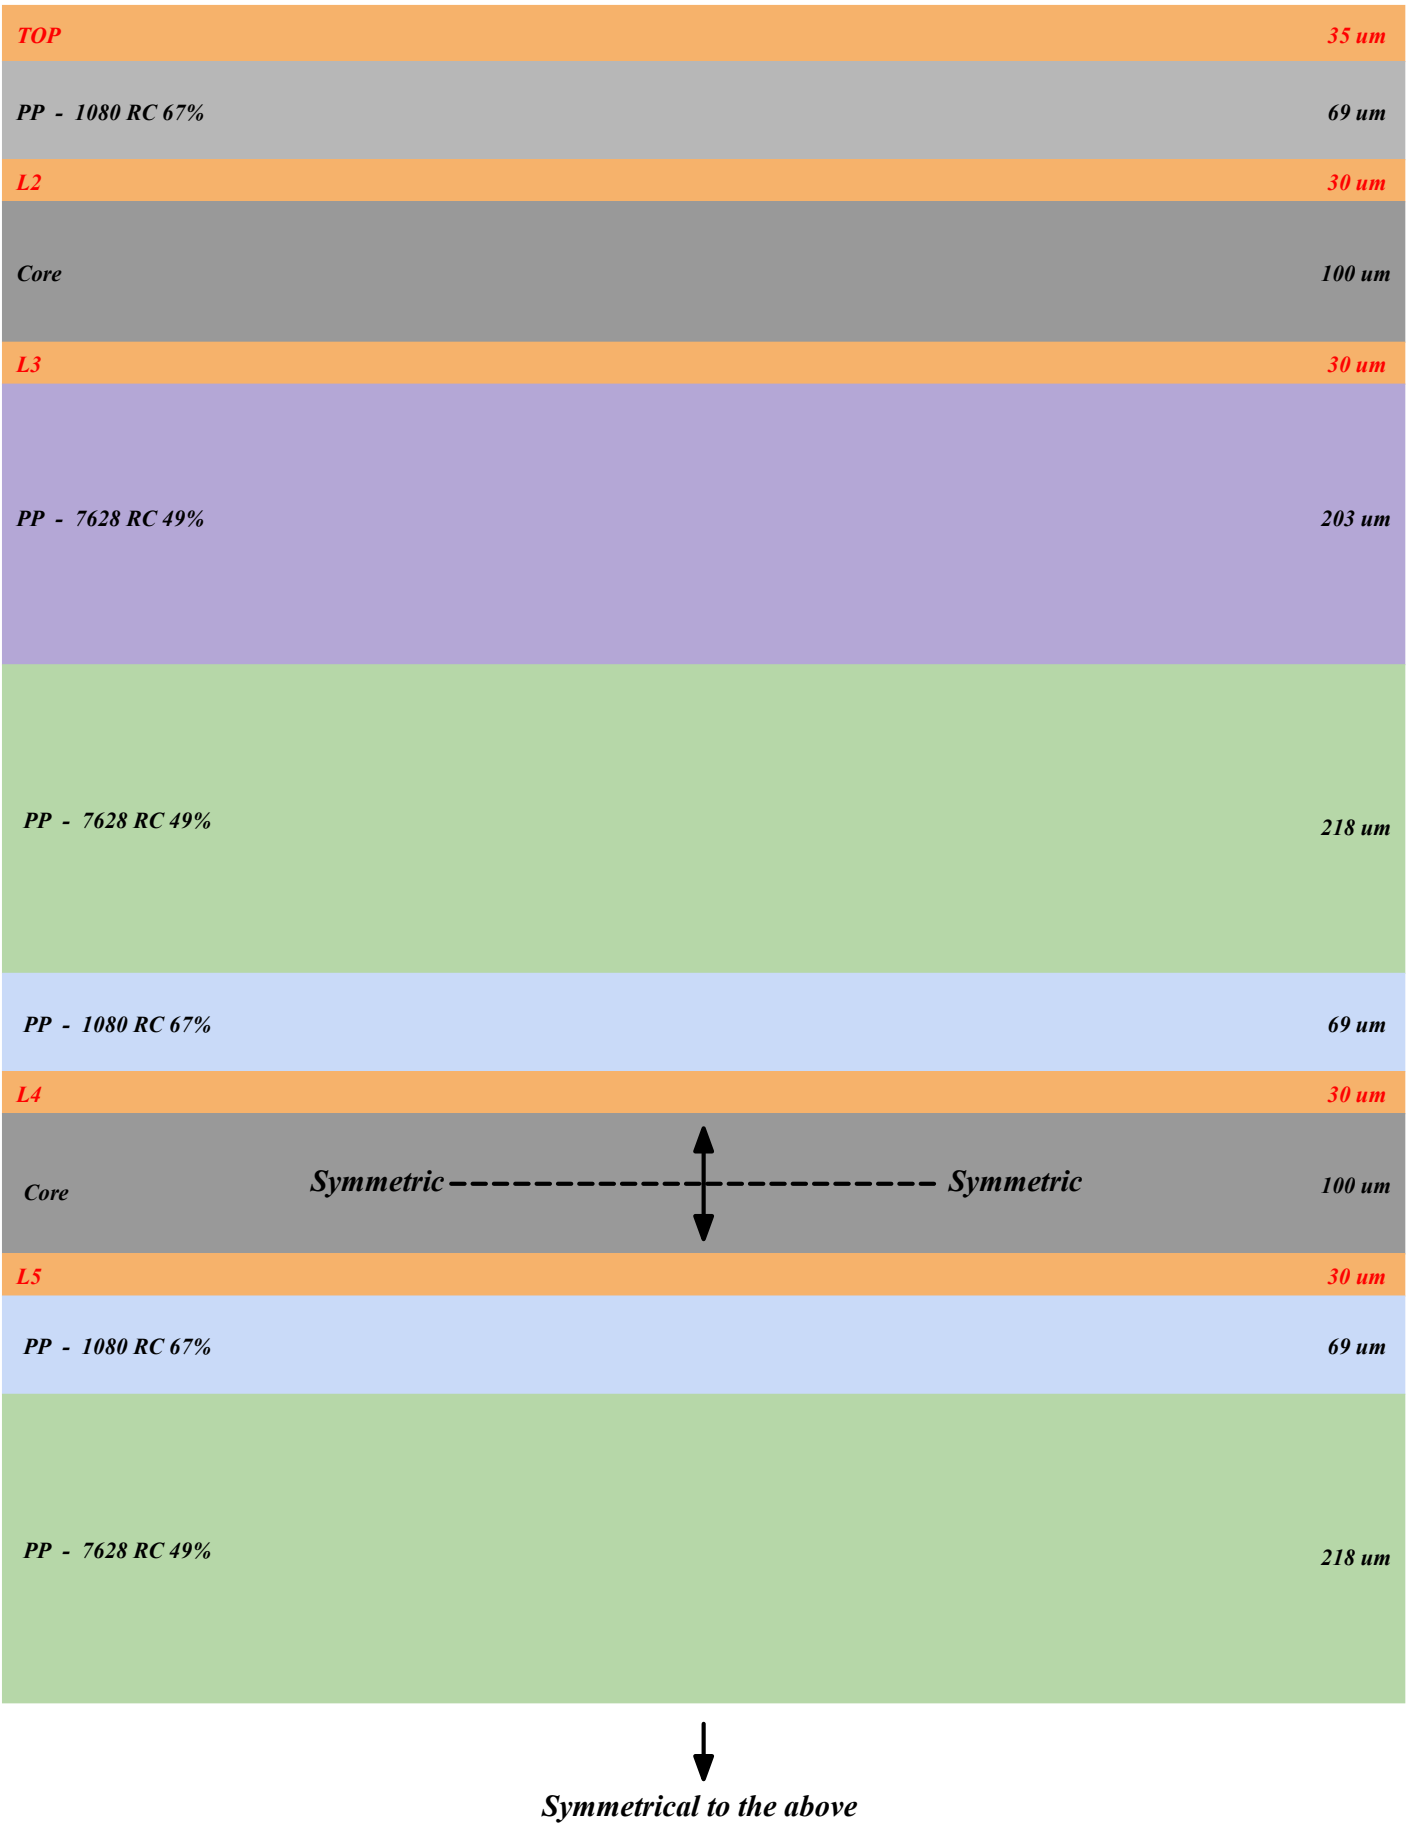 TOP 35 um
PP - 1080 RC 67% 69 um
L2 30 um
Core 100 um
L3 30 um
PP - 7628 RC 49% 203 um
PP - 7628 RC 49% 218 um
PP - 1080 RC 67% 69 um
L4 30 um
Core Symmetric Symmetric 100 um
L5 30 um
PP - 1080 RC 67% 69 um
PP - 7628 RC 49% 218 um
Symmetrical to the above